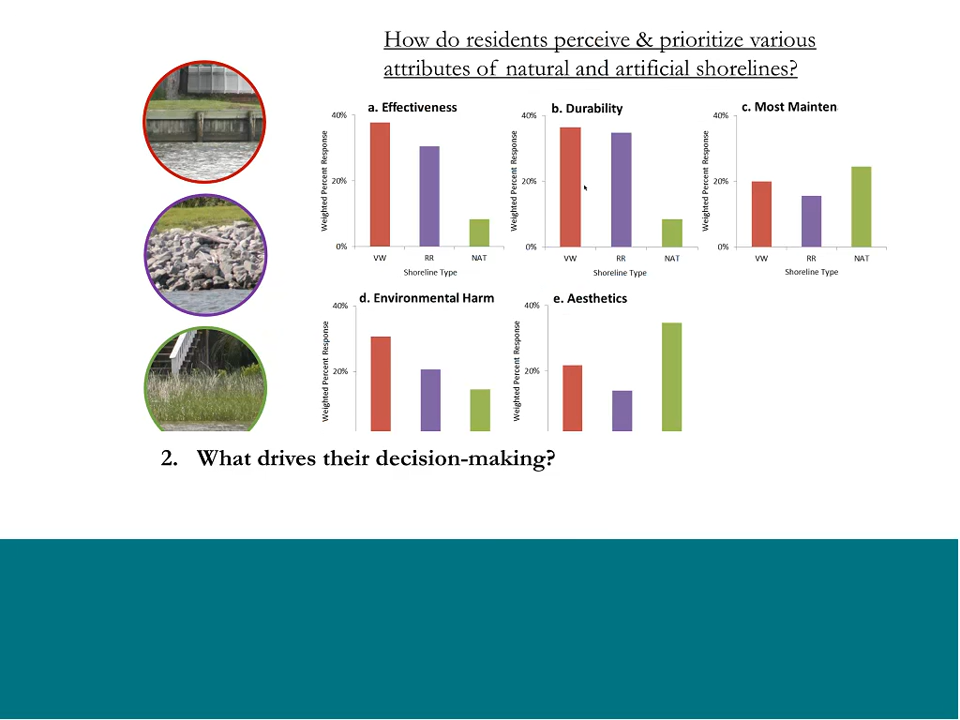 How do residents perceive & prioritize various
attributes of natural and artificial shorelines?
a. Effectiveness
40%
20%
0%
Weighted Percent Response
VW RR NAT
Shoreline Type
b. Durability
40%
20%
0%
Weighted Percent Response
VW RR NAT
Shoreline Type
c. Most Mainten
40%
20%
0%
Weighted Percent Response
VW RR NAT
Shoreline Type
d. Environmental Harm
40%
20%
Weighted Percent Response
e. Aesthetics
40%
20%
Weighted Percent Response
2. What drives their decision-making?